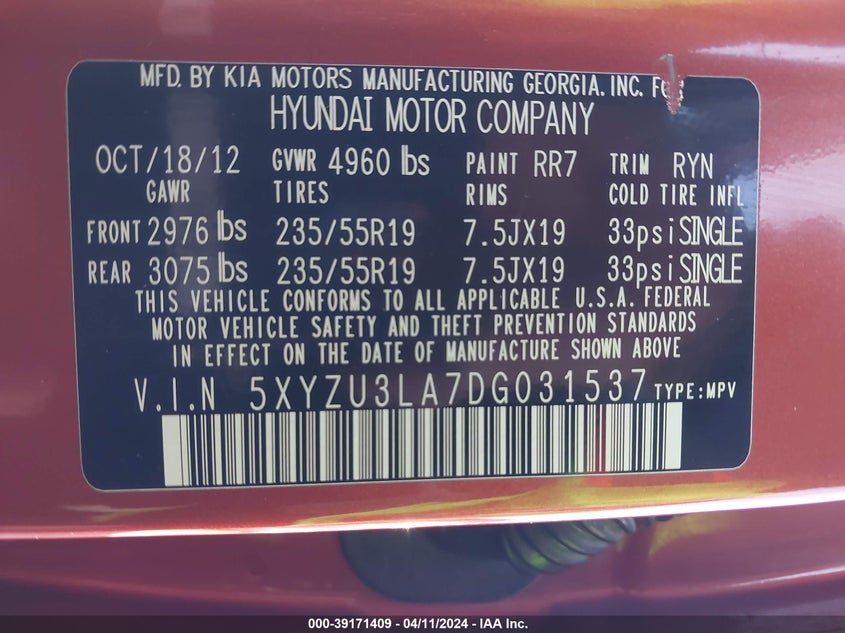 MFD. BY KIA MOTORS MANUFACTURING GEORGIA. INC. FOR
HYUNDAI MOTOR COMPANY
OCT/18/12 GVWR 4960 lbs PAINT RR7 TRIM RYN
GAWR TIRES RIMS COLD TIRE INFL
FRONT 2976 lbs 235/55R19 7.5JX19 33psi SINGLE
REAR 3075 lbs 235/55R19 7.5JX19 33psi SINGLE
THIS VEHICLE CONFORMS TO ALL APPLICABLE U.S.A. FEDERAL
MOTOR VEHICLE SAFETY AND THEFT PREVENTION STANDARDS
IN EFFECT ON THE DATE OF MANUFACTURE SHOWN ABOVE
V.I.N 5XYZU3LA7DG031537 TYPE:MPV
000-39171409 - 04/11/2024 - IAA Inc.